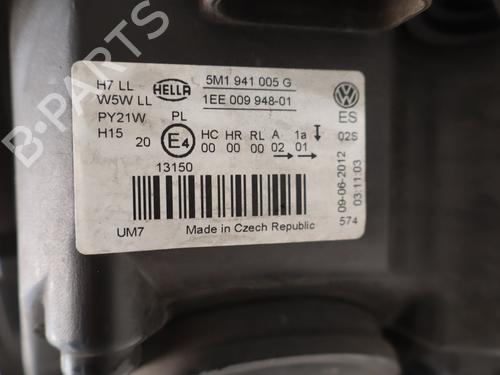 H7 LL
W5W LL
PY21W
H15
HELLA
PL
20
E4
5M1 941 005 G
1EE 009 948-01
HC HR RL A 1a
00 00 00 02 01
13150
UM7
Made in Czech Republic
ES
02S
09-06-2012
03:11:03
574
B-PARTS